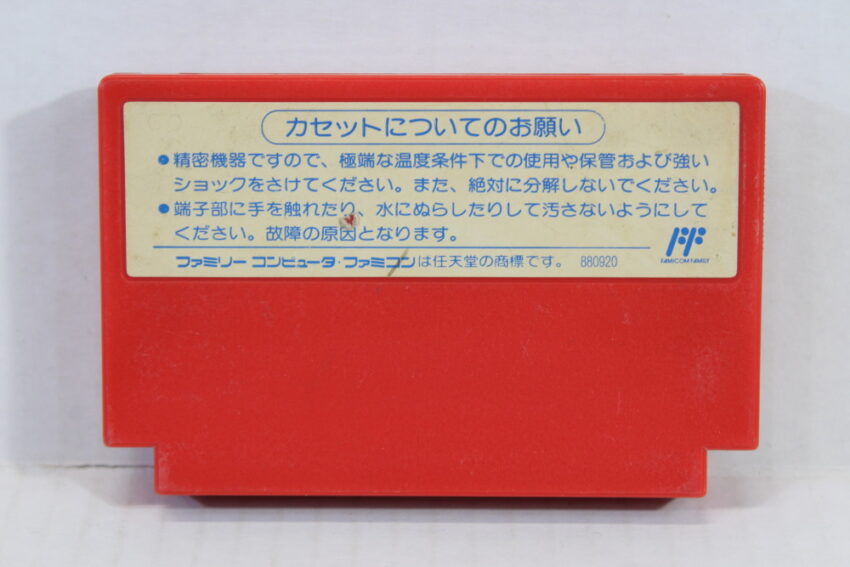 カセットについてのお願い
●精密機器ですので、極端な温度条件下での使用や保管および強い
ショックをさけてください。また、絶対に分解しないでください。
●端子部に手を触れたり、水にぬらしたりして汚さないようにして
ください。故障の原因となります。
ファミリー コンピュータ・ファミコンは任天堂の商標です。 880920
FAMICOM FAMILY